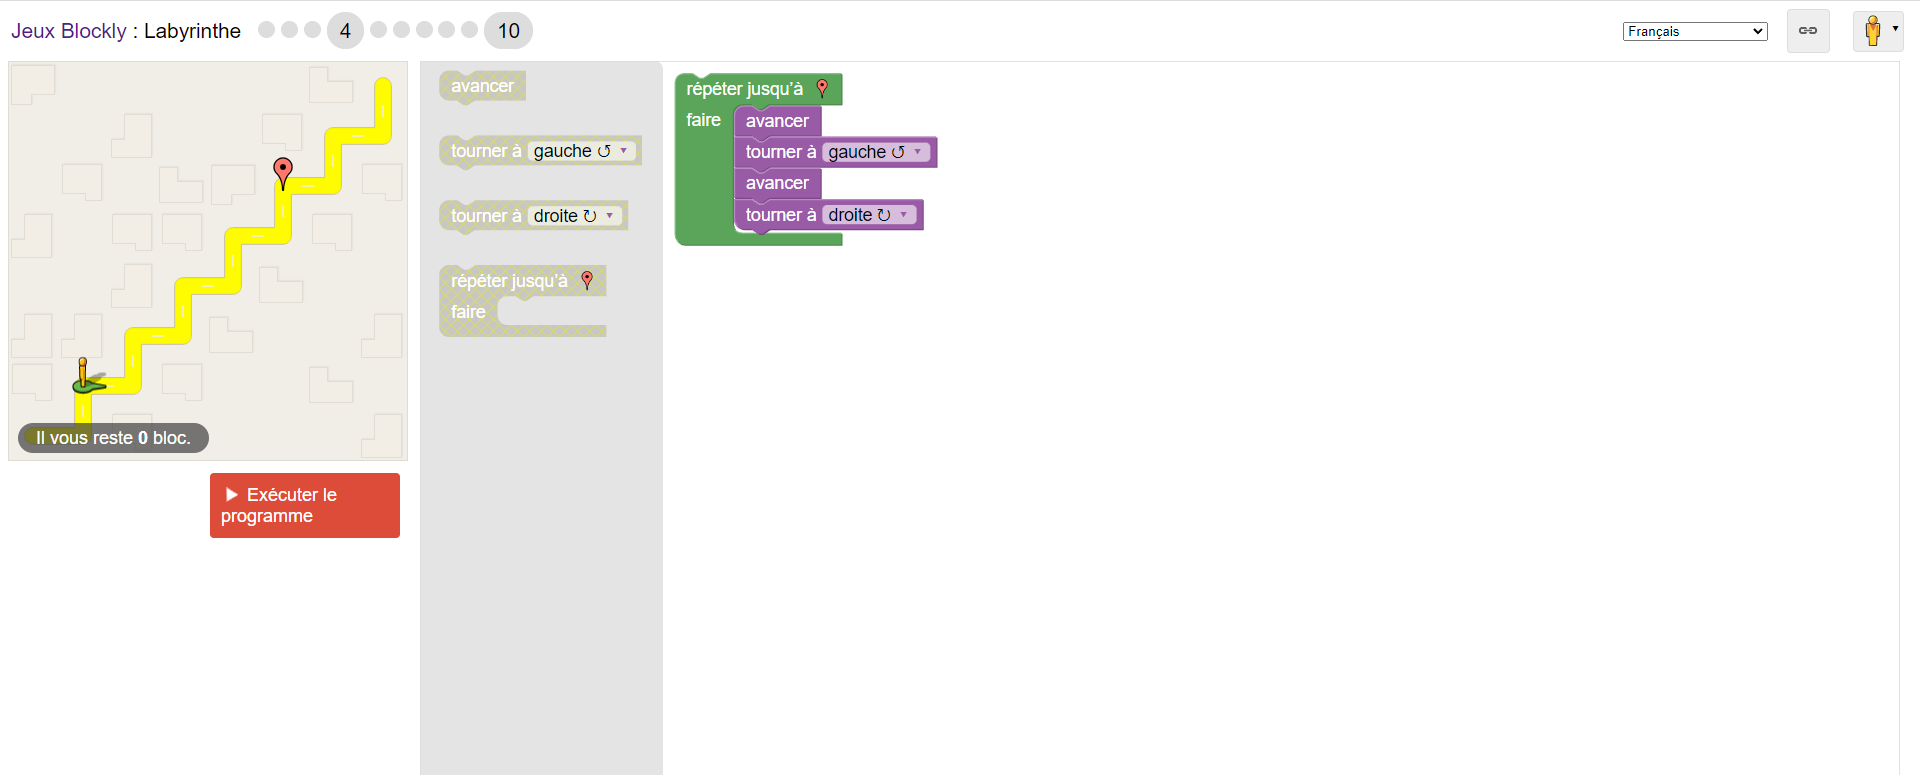 Jeux Blockly : Labyrinthe
4
10
Français
avancer
tourner à gauche ↺
tourner à droite ↻
répéter jusqu'à
faire
répéter jusqu'à
faire
avancer
tourner à gauche ↺
avancer
tourner à droite ↻
Il vous reste 0 bloc.
Exécuter le
programme